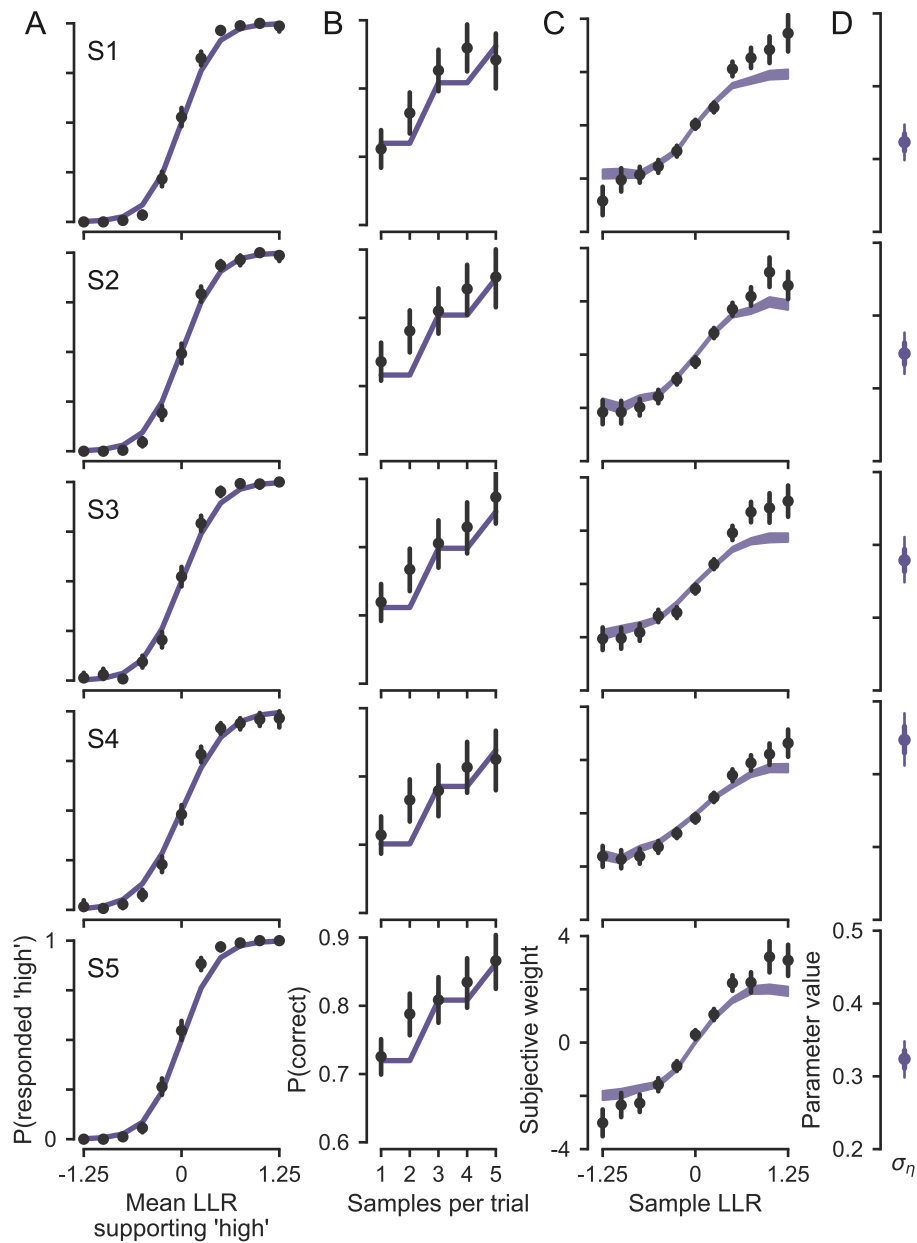 A B C D
S1
S2
S3
S4
S5
P(responded 'high')
1
0
-1.25 0 1.25
Mean LLR
supporting 'high'
P(correct)
0.9
0.8
0.7
0.6
1 2 3 4 5
Samples per trial
Subjective weight
4
2
0
-2
-4
-1.25 0 1.25
Sample LLR
Parameter value
0.5
0.4
0.3
0.2
σ_η